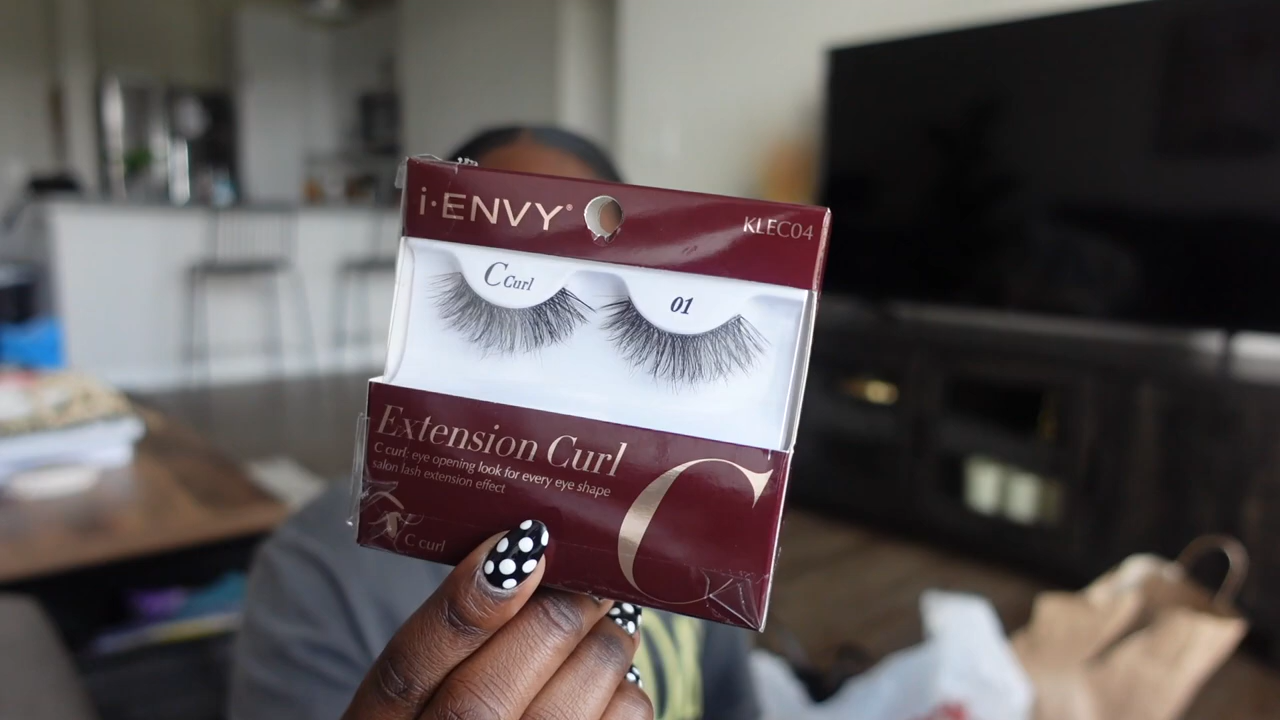 i·ENVY®
KLEC04
C Curl
01
Extension Curl
C curl: eye opening look for every eye shape
salon lash extension effect
C
C curl